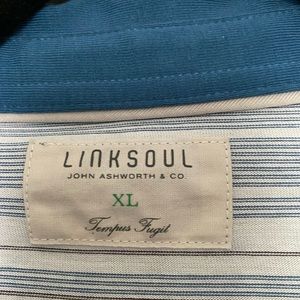 LINKSOUL
JOHN ASHWORTH & CO.
XL
Tempus Fugit